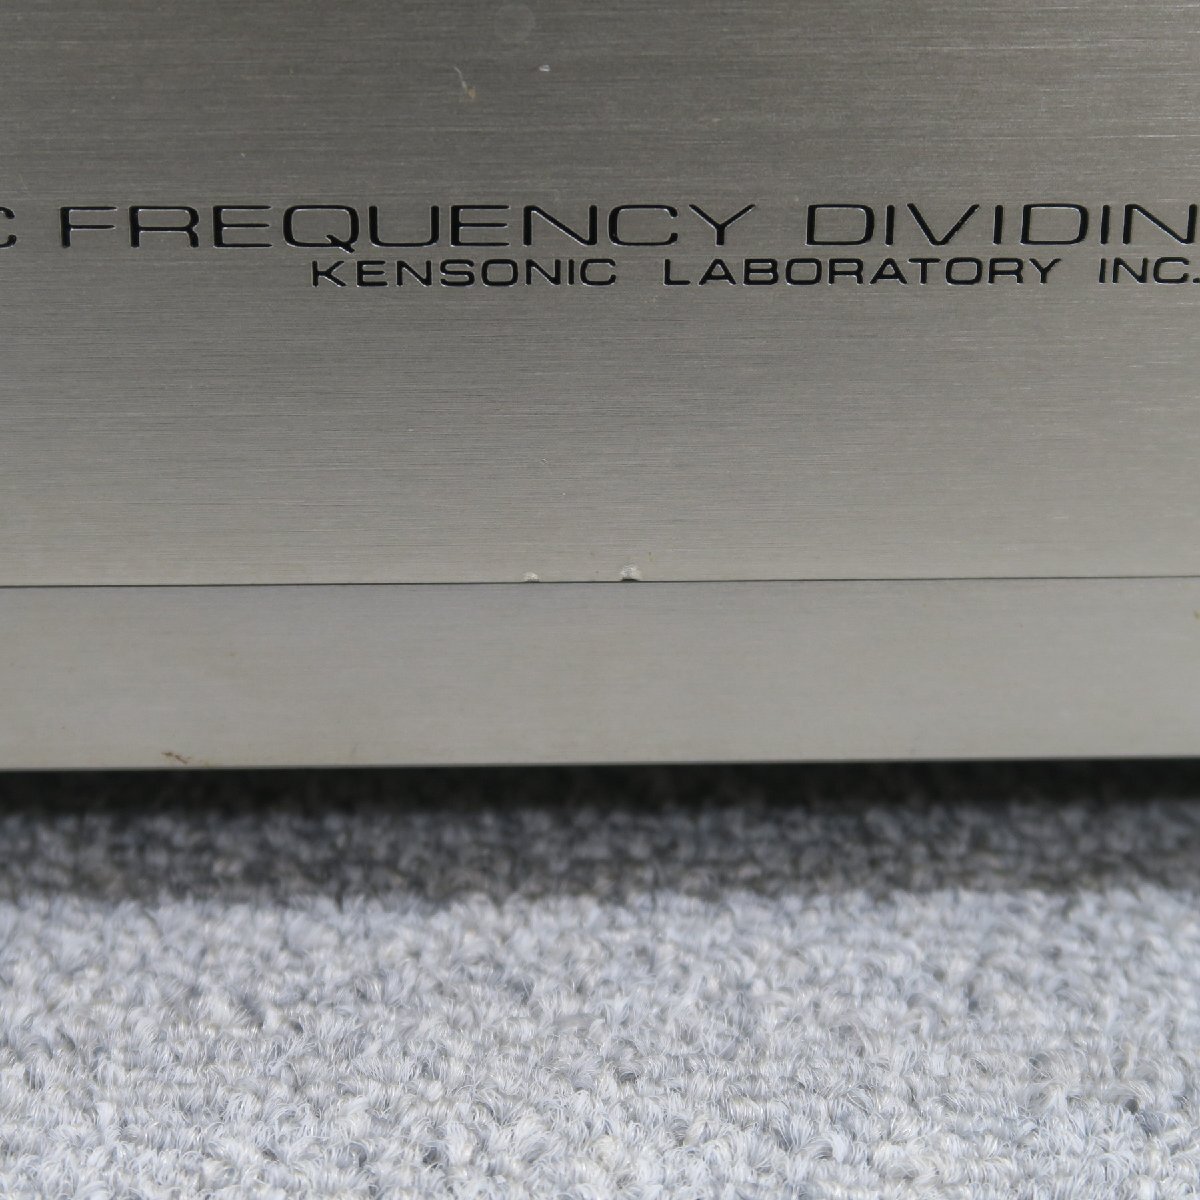 C FREQUENCY DIVIDIN
KENSONIC LABORATORY INC.